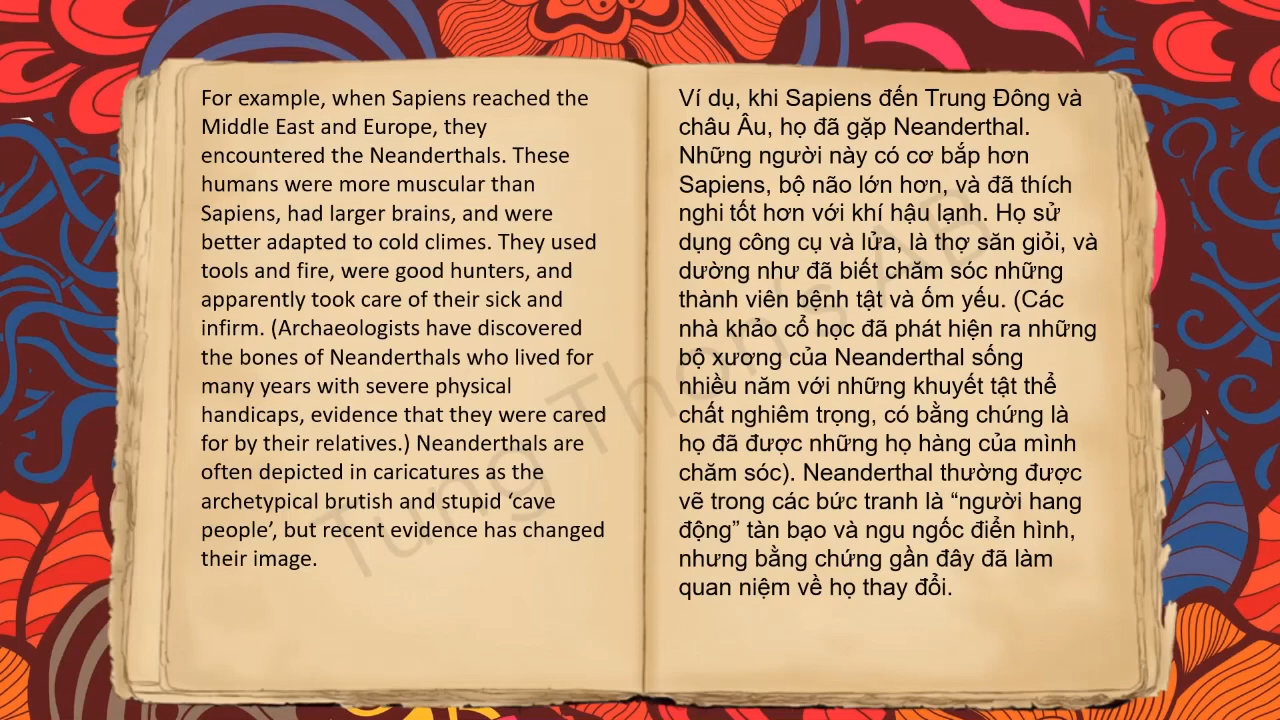 For example, when Sapiens reached the
Middle East and Europe, they
encountered the Neanderthals. These
humans were more muscular than
Sapiens, had larger brains, and were
better adapted to cold climes. They used
tools and fire, were good hunters, and
apparently took care of their sick and
infirm. (Archaeologists have discovered
the bones of Neanderthals who lived for
many years with severe physical
handicaps, evidence that they were cared
for by their relatives.) Neanderthals are
often depicted in caricatures as the
archetypical brutish and stupid ‘cave
people’, but recent evidence has changed
their image.
Ví dụ, khi Sapiens đến Trung Đông và
châu Âu, họ đã gặp Neanderthal.
Những người này có cơ bắp hơn
Sapiens, bộ não lớn hơn, và đã thích
nghi tốt hơn với khí hậu lạnh. Họ sử
dụng công cụ và lửa, là thợ săn giỏi, và
dường như đã biết chăm sóc những
thành viên bệnh tật và ốm yếu. (Các
nhà khảo cổ học đã phát hiện ra những
bộ xương của Neanderthal sống
nhiều năm với những khuyết tật thể
chất nghiêm trọng, có bằng chứng là
họ đã được những họ hàng của mình
chăm sóc). Neanderthal thường được
vẽ trong các bức tranh là “người hang
động” tàn bạo và ngu ngốc điển hình,
nhưng bằng chứng gần đây đã làm
quan niệm về họ thay đổi.
Tung Thon's AB